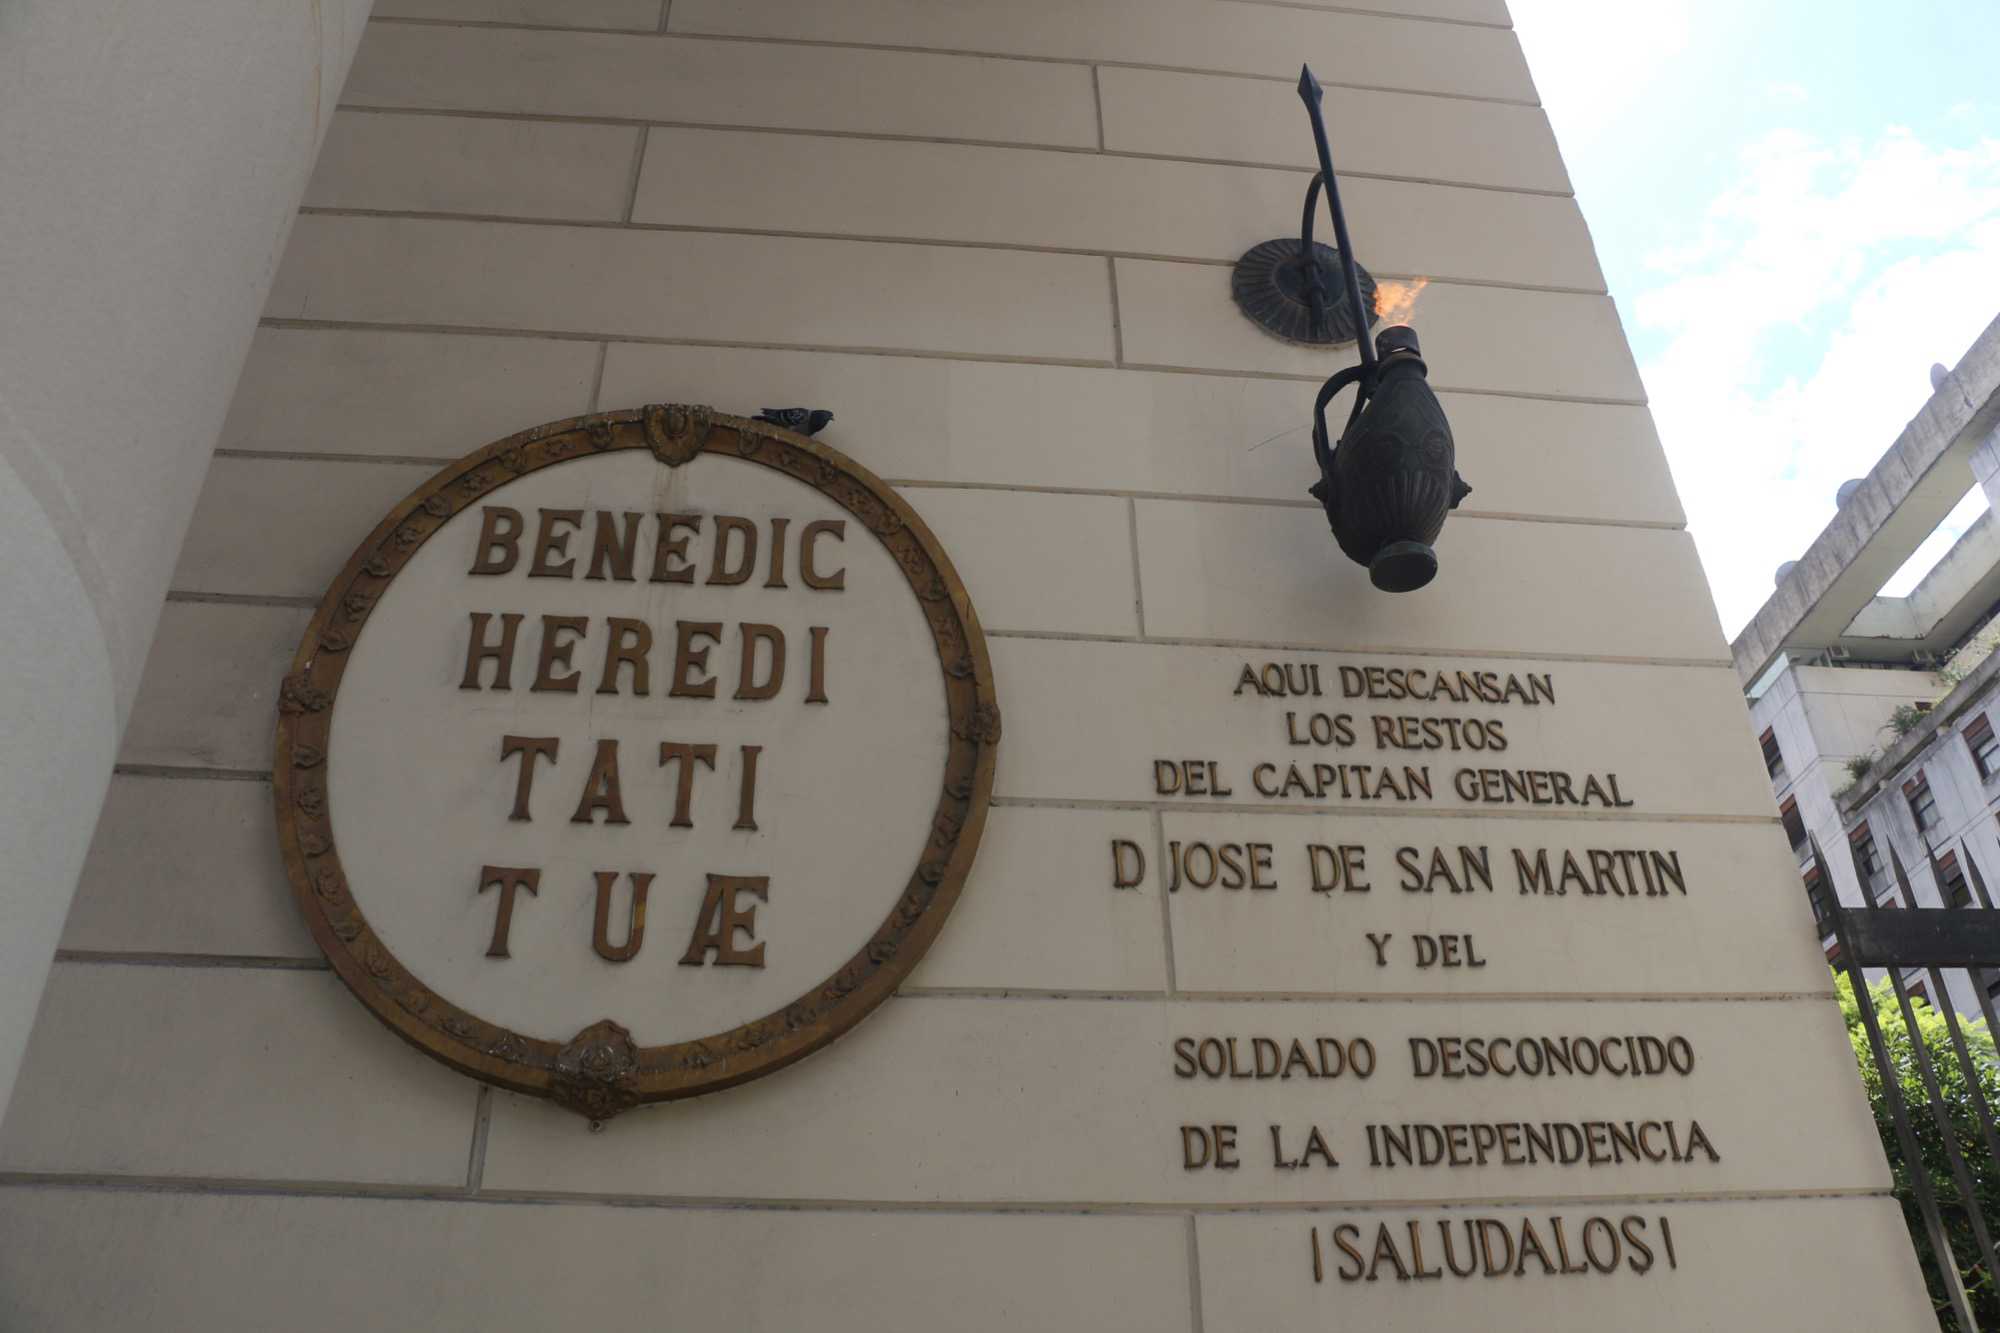 BENEDIC
HEREDI
TATI
TUÆ
AQUI DESCANSAN
LOS RESTOS
DEL CAPITAN GENERAL
D JOSE DE SAN MARTIN
Y DEL
SOLDADO DESCONOCIDO
DE LA INDEPENDENCIA
¡SALUDALOS!